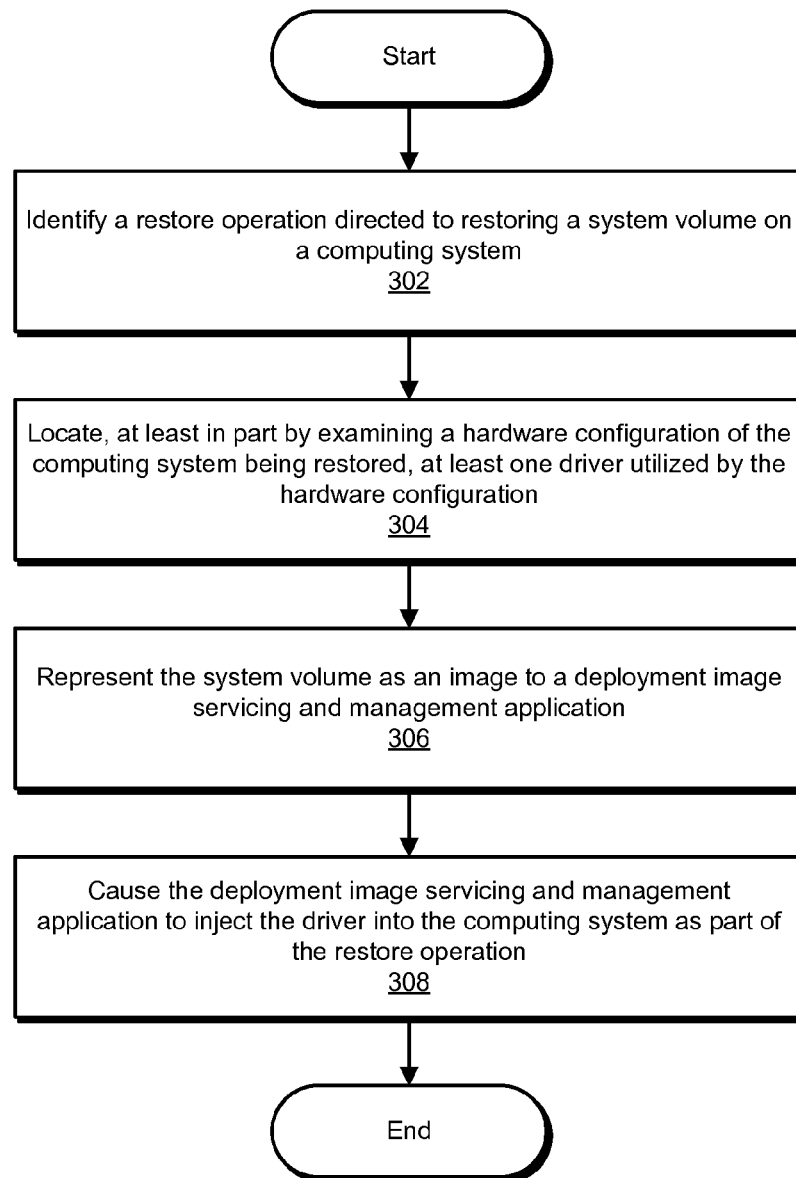 Start
Identify a restore operation directed to restoring a system volume on
a computing system
302
Locate, at least in part by examining a hardware configuration of the
computing system being restored, at least one driver utilized by the
hardware configuration
304
Represent the system volume as an image to a deployment image
servicing and management application
306
Cause the deployment image servicing and management
application to inject the driver into the computing system as part of
the restore operation
308
End